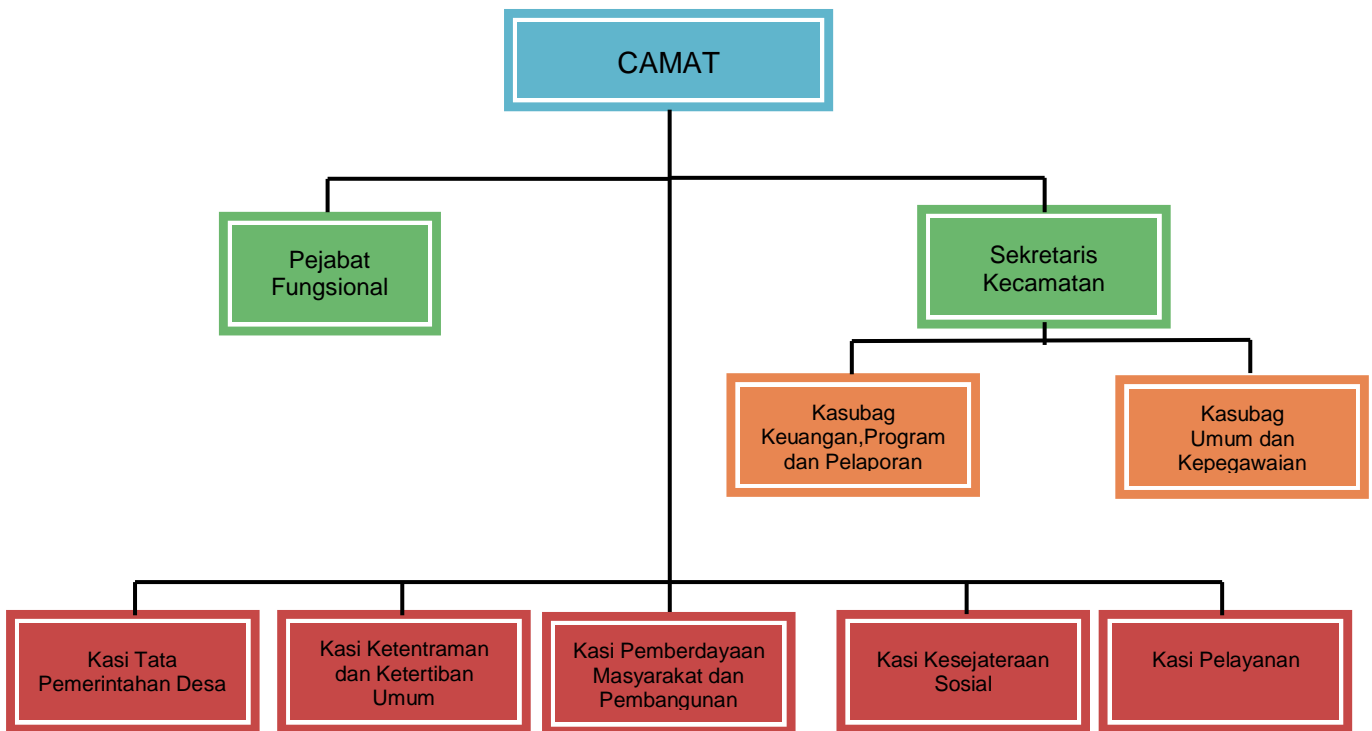 CAMAT
Pejabat
Fungsional
Sekretaris
Kecamatan
Kasubag
Keuangan,Program
dan Pelaporan
Kasubag
Umum dan
Kepegawaian
Kasi Tata
Pemerintahan Desa
Kasi Ketentraman
dan Ketertiban
Umum
Kasi Pemberdayaan
Masyarakat dan
Pembangunan
Kasi Kesejateraan
Sosial
Kasi Pelayanan